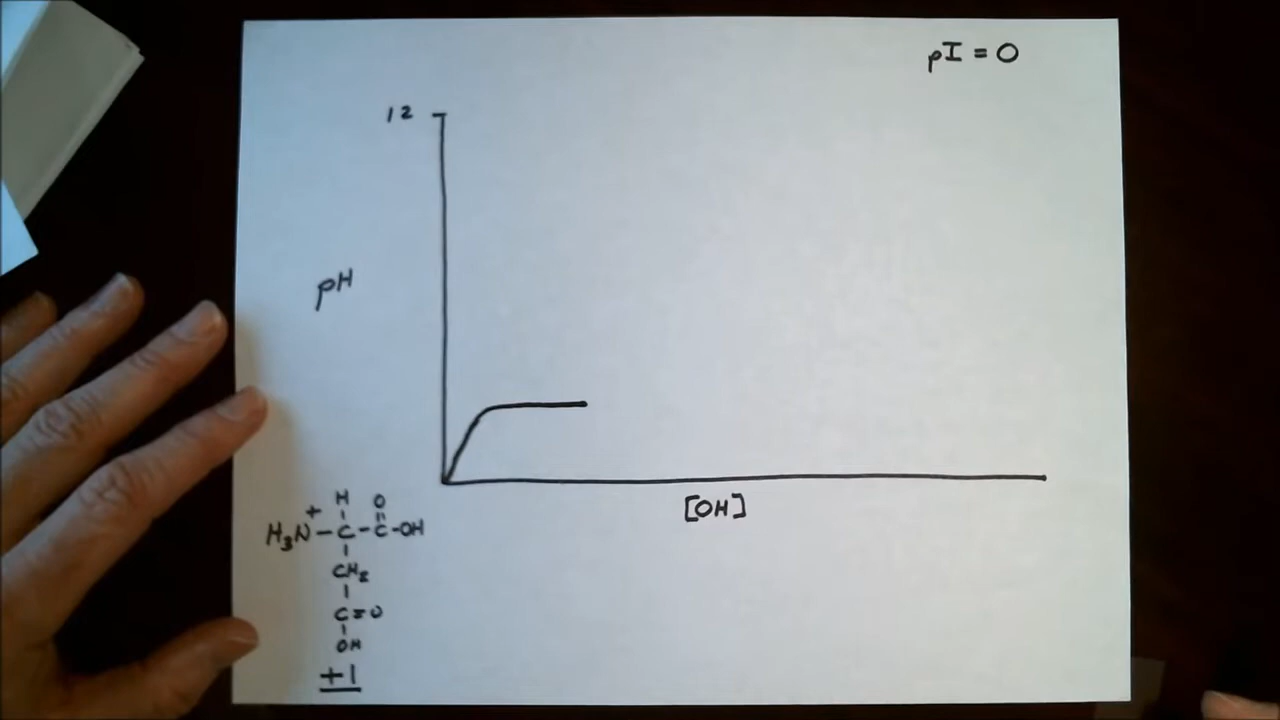 pI = 0
12
pH
[OH]
H O
+ || 
H₃N - C - C - OH
CH₂
C = O
OH
+1